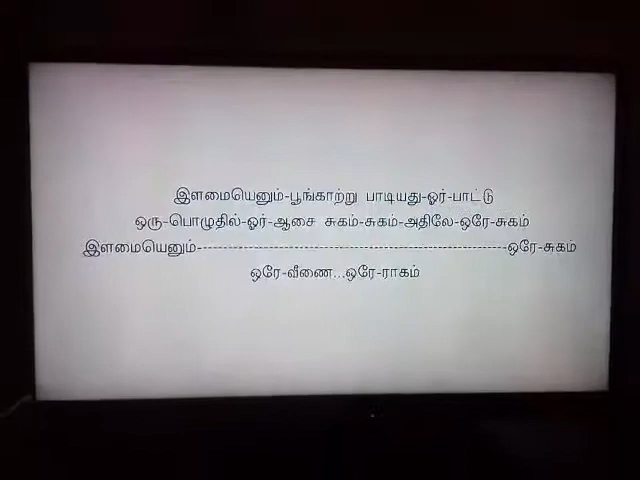 இளமையெனும்-பூங்காற்று பாடியது-ஓர்-பாட்டு
ஒரு-பொழுதில்-ஓர்-ஆசை சுகம்-சுகம்-அதிலே-ஒரே-சுகம்
இளமையெனும்------------------------------------------------------------ஒரே-சுகம்
ஒரே-வீணை...ஒரே-ராகம்